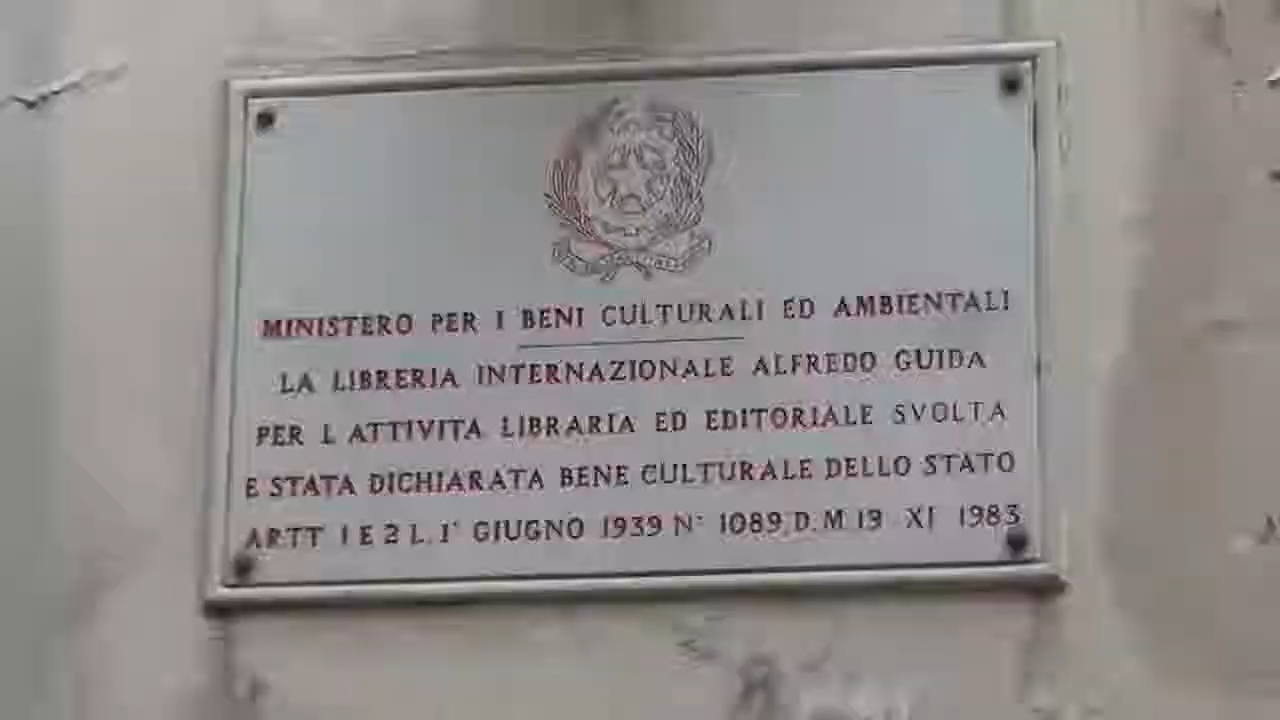 MINISTERO PER I BENI CULTURALI ED AMBIENTALI
LA LIBRERIA INTERNAZIONALE ALFREDO GUIDA
PER L ATTIVITA LIBRARIA ED EDITORIALE SVOLTA
E STATA DICHIARATA BENE CULTURALE DELLO STATO
ARTT 1 E 2 L. 1° GIUGNO 1939 N° 1089 D.M 19 XI 1983